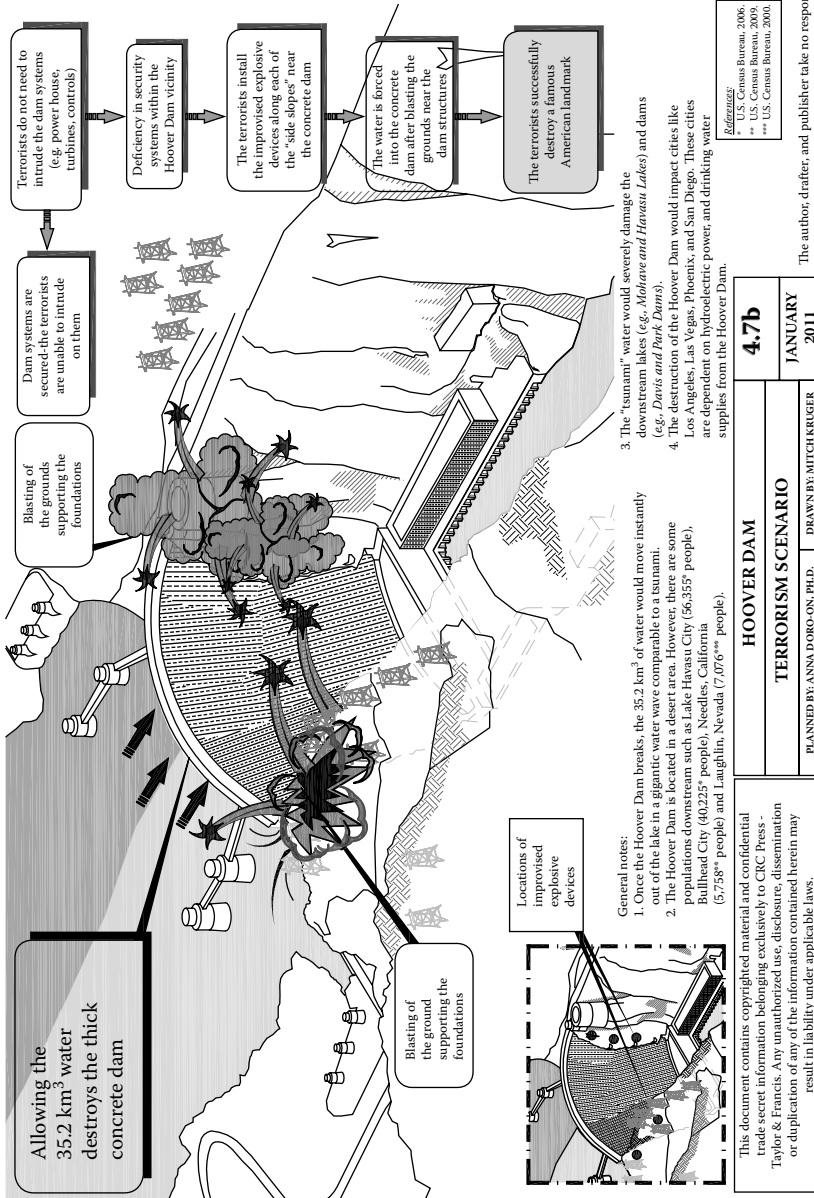 Allowing the
35.2 km³ water
destroys the thick
concrete dam
Blasting of
the grounds
supporting the
foundations
Dam systems are
secured-the terrorists
are unable to intrude
on them
Terrorists do not need to
intrude the dam systems
(e.g, power house,
turbines, controls)
Deficiency in security
systems within the
Hoover Dam vicinity
The terrorists install
the improvised explosive
devices along each of
the “side slopes” near
the concrete dam
The water is forced
into the concrete
dam after blasting the
grounds near the
dam structures
The terrorists successfully
destroy a famous
American landmark
Blasting of
the ground
supporting the
foundations
Locations of
improvised
explosive
devices
General notes:
1. Once the Hoover Dam breaks, the 35.2 km³ of water would move instantly
out of the lake in a gigantic water wave comparable to a tsunami.
2. The Hoover Dam is located in a desert area. However, there are some
populations downstream such as Lake Havasu City (56,355* people),
Bullhead City (40,225* people), Needles, California
(5,758** people) and Laughlin, Nevada (7,076*** people).
3. The “tsunami” water would severely damage the
downstream lakes (e.g., Mohave and Havasu Lakes) and dams
(e.g., Davis and Park Dams).
4. The destruction of the Hoover Dam would impact cities like
Los Angeles, Las Vegas, Phoenix, and San Diego. These cities
are dependent on hydroelectric power, and drinking water
supplies from the Hoover Dam.
References:
* U.S. Census Bureau, 2006.
** U.S. Census Bureau, 2009.
*** U.S. Census Bureau, 2000.
This document contains copyrighted material and confidential
trade secret information belonging exclusively to CRC Press -
Taylor & Francis. Any unauthorized use, disclosure, dissemination
or duplication of any of the information contained herein may
result in liability under applicable laws.
HOOVER DAM
TERRORISM SCENARIO
PLANNED BY: ANNA DORO-ON, PH.D.
DRAWN BY: MITCH KRUGER
4.7b
JANUARY
2011
The author, drafter, and publisher take no